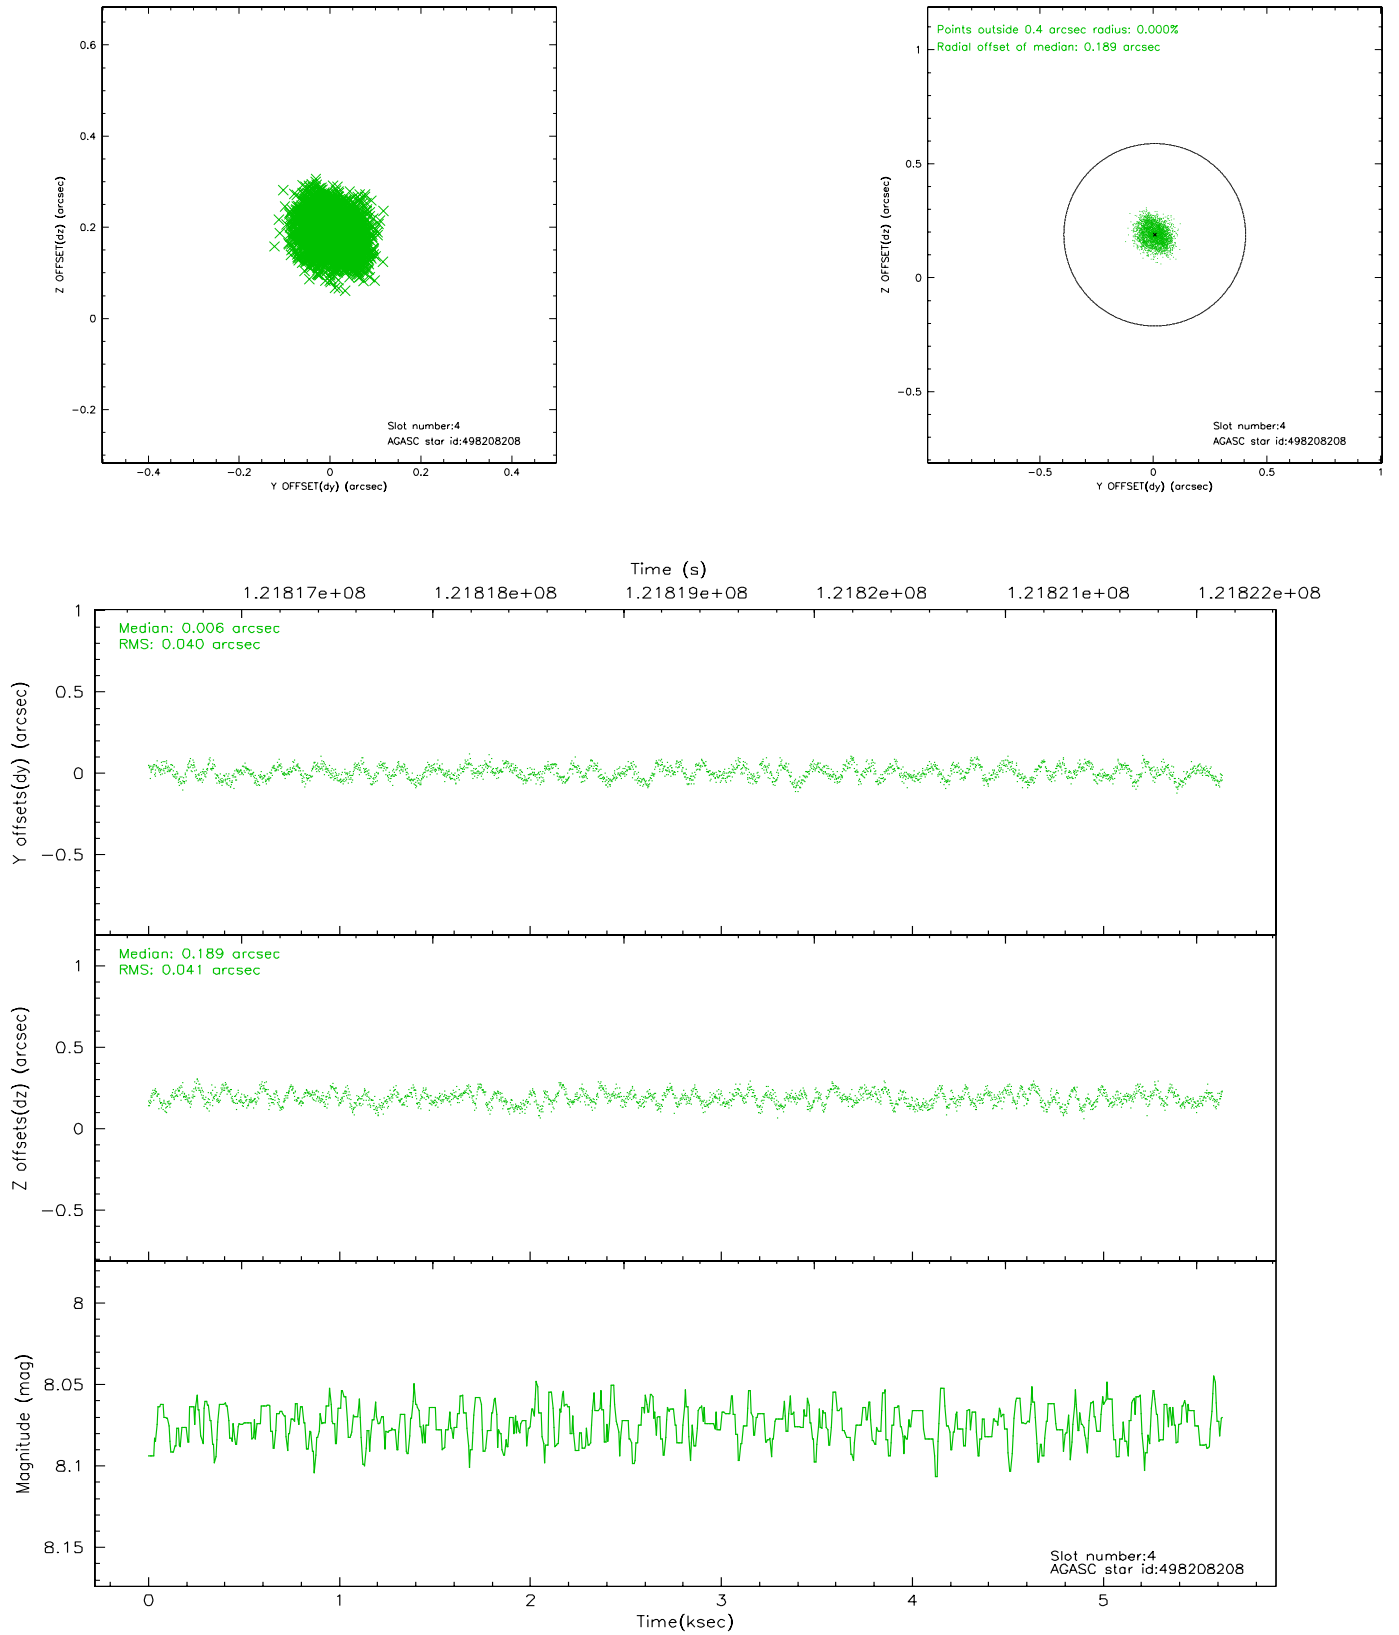 0.6
0.4
0.2
0
−0.2
−0.4
−0.2
0
0.2
0.4
Z OFFSET(dz) (arcsec)
Y OFFSET(dy) (arcsec)
Slot number:4
AGASC star id:498208208
Points outside 0.4 arcsec radius: 0.000%
Radial offset of median: 0.189 arcsec
1
0.5
0
−0.5
−0.5
0
0.5
1
Z OFFSET(dz) (arcsec)
Y OFFSET(dy) (arcsec)
Slot number:4
AGASC star id:498208208
Time (s)
1.21817e+08 1.21818e+08 1.21819e+08 1.2182e+08 1.21821e+08 1.21822e+08
Median: 0.006 arcsec
RMS: 0.040 arcsec
1
0.5
0
−0.5
Y offsets(dy) (arcsec)
Median: 0.189 arcsec
RMS: 0.041 arcsec
1
0.5
0
−0.5
Z offsets(dz) (arcsec)
8
8.05
8.1
8.15
Magnitude (mag)
Slot number:4
AGASC star id:498208208
0 1 2 3 4 5
Time(ksec)